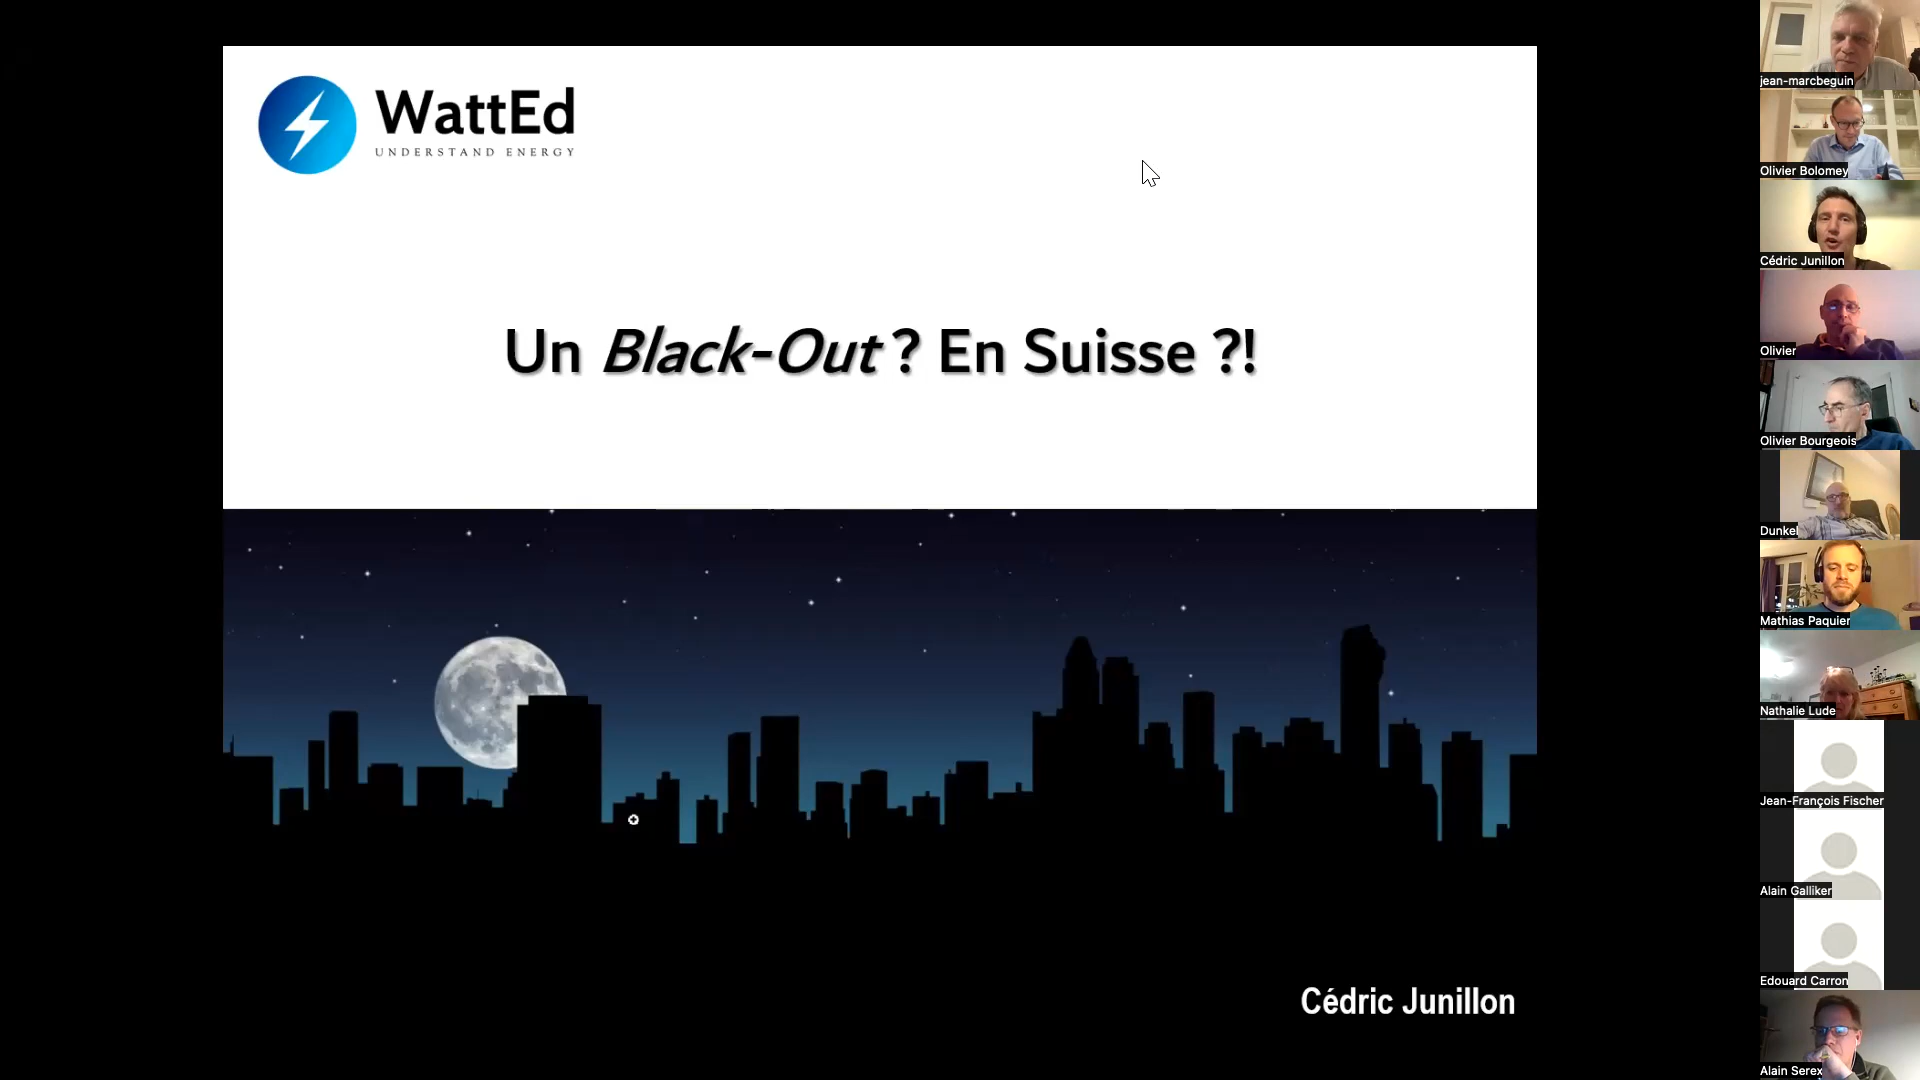 WattEd
UNDERSTAND ENERGY
Un Black-Out ? En Suisse ?!
Cédric Junillon
jean-marcbeguin
Olivier Bolomey
Cédric Junillon
Olivier
Olivier Bourgeois
Dunkel
Mathias Paquier
Nathalie Lude
Jean-François Fischer
Alain Galliker
Edouard Carron
Alain Serex